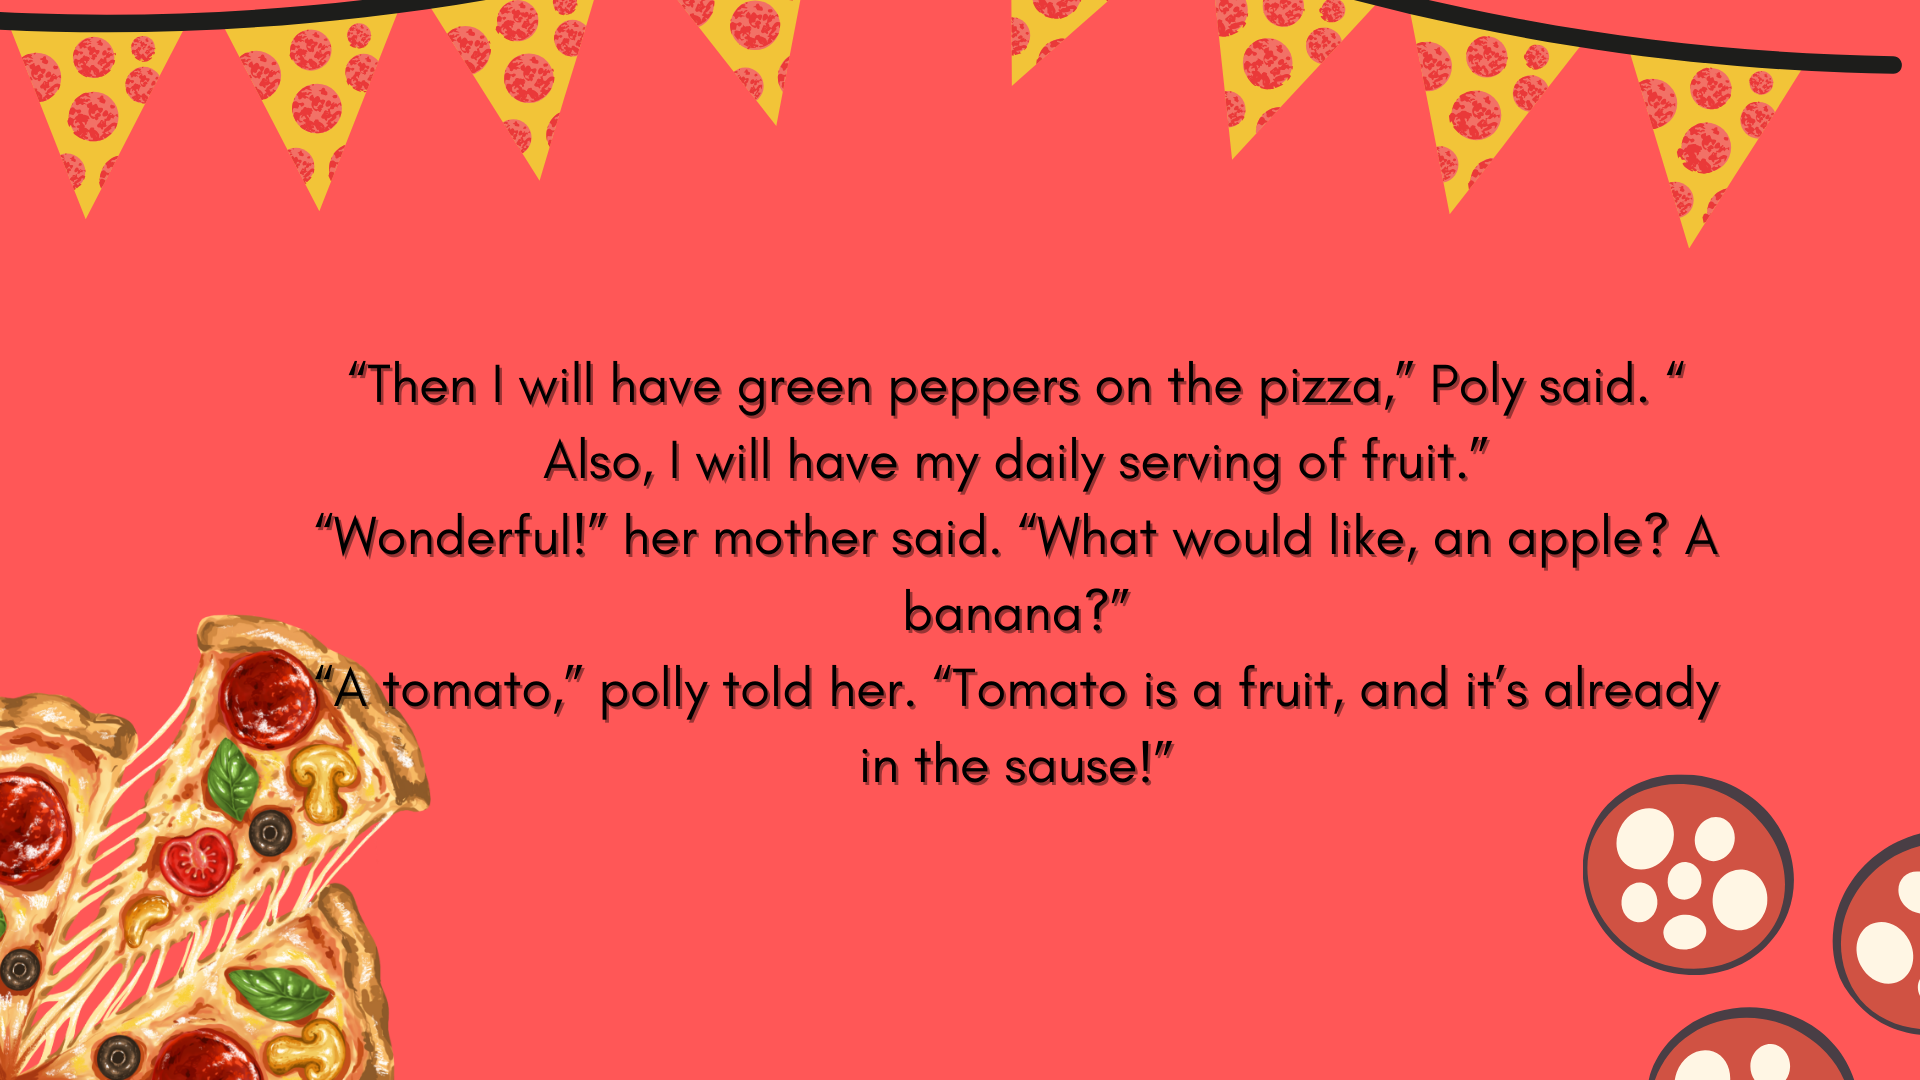 “Then I will have green peppers on the pizza,” Poly said. “
Also, I will have my daily serving of fruit.”
“Wonderful!” her mother said. “What would like, an apple? A
banana?”
“A tomato,” polly told her. “Tomato is a fruit, and it’s already
in the sause!”